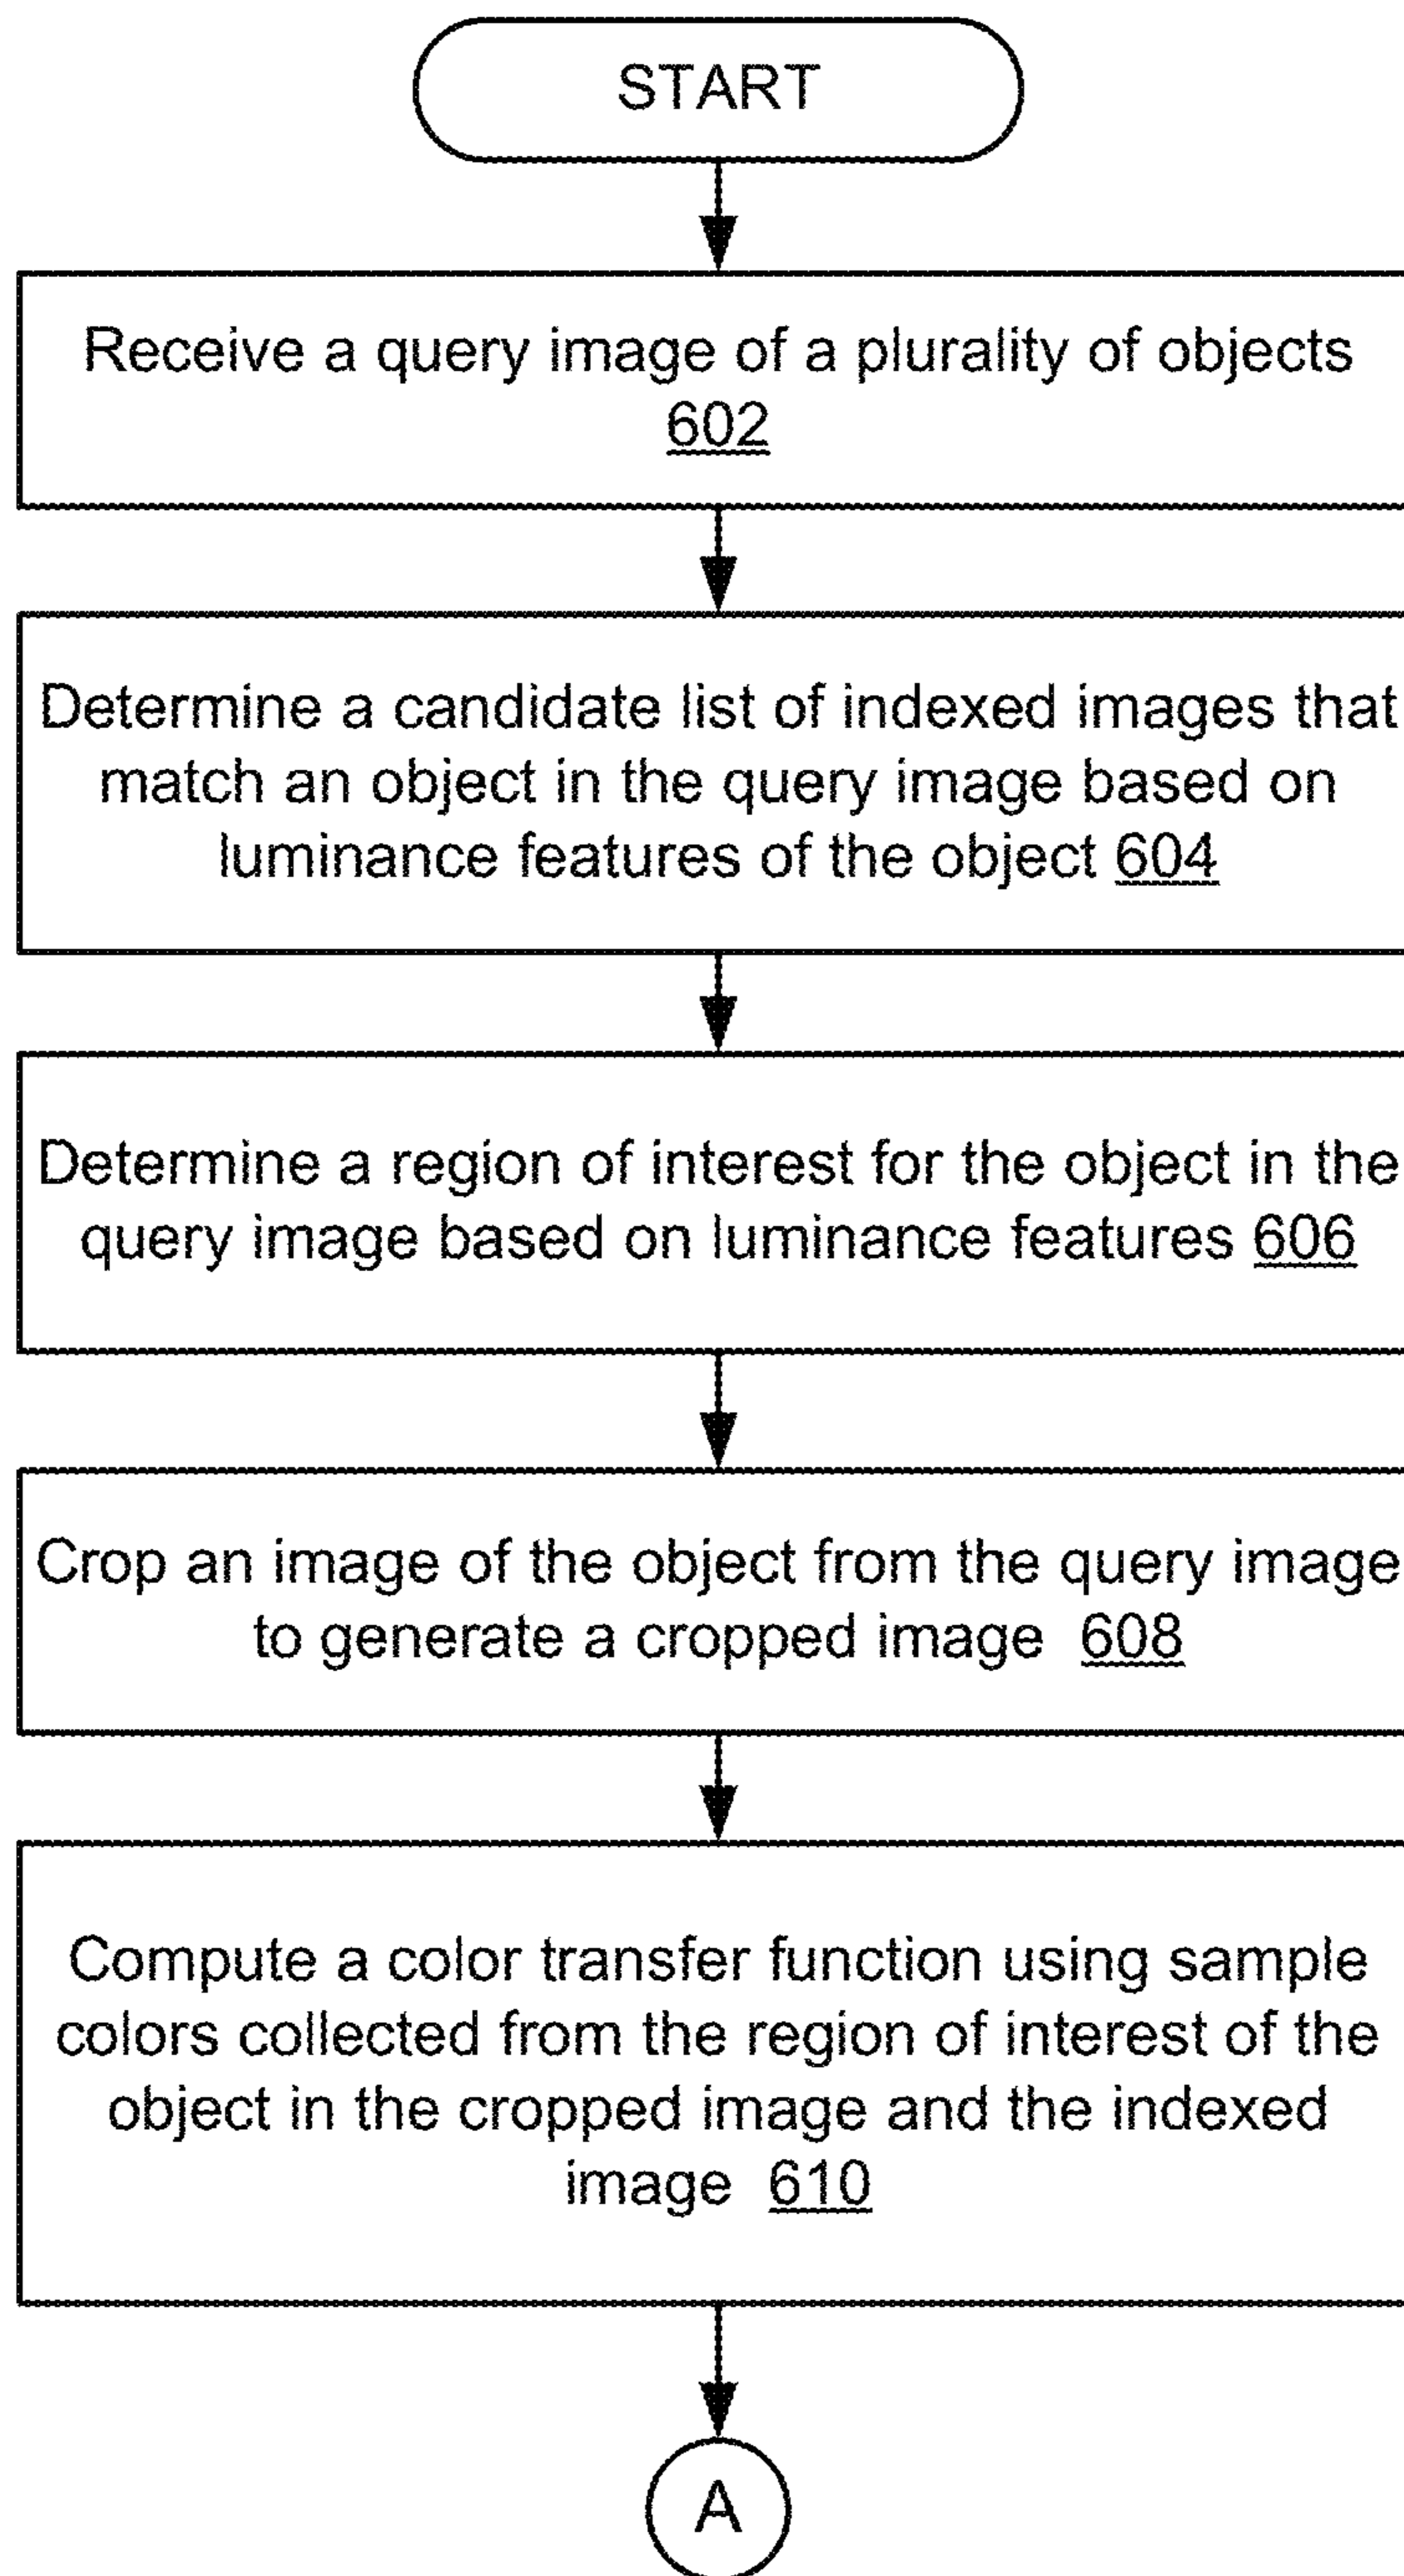 START
Receive a query image of a plurality of objects
602
Determine a candidate list of indexed images that
match an object in the query image based on
luminance features of the object 604
Determine a region of interest for the object in the
query image based on luminance features 606
Crop an image of the object from the query image
to generate a cropped image 608
Compute a color transfer function using sample
colors collected from the region of interest of the
object in the cropped image and the indexed
image 610
A